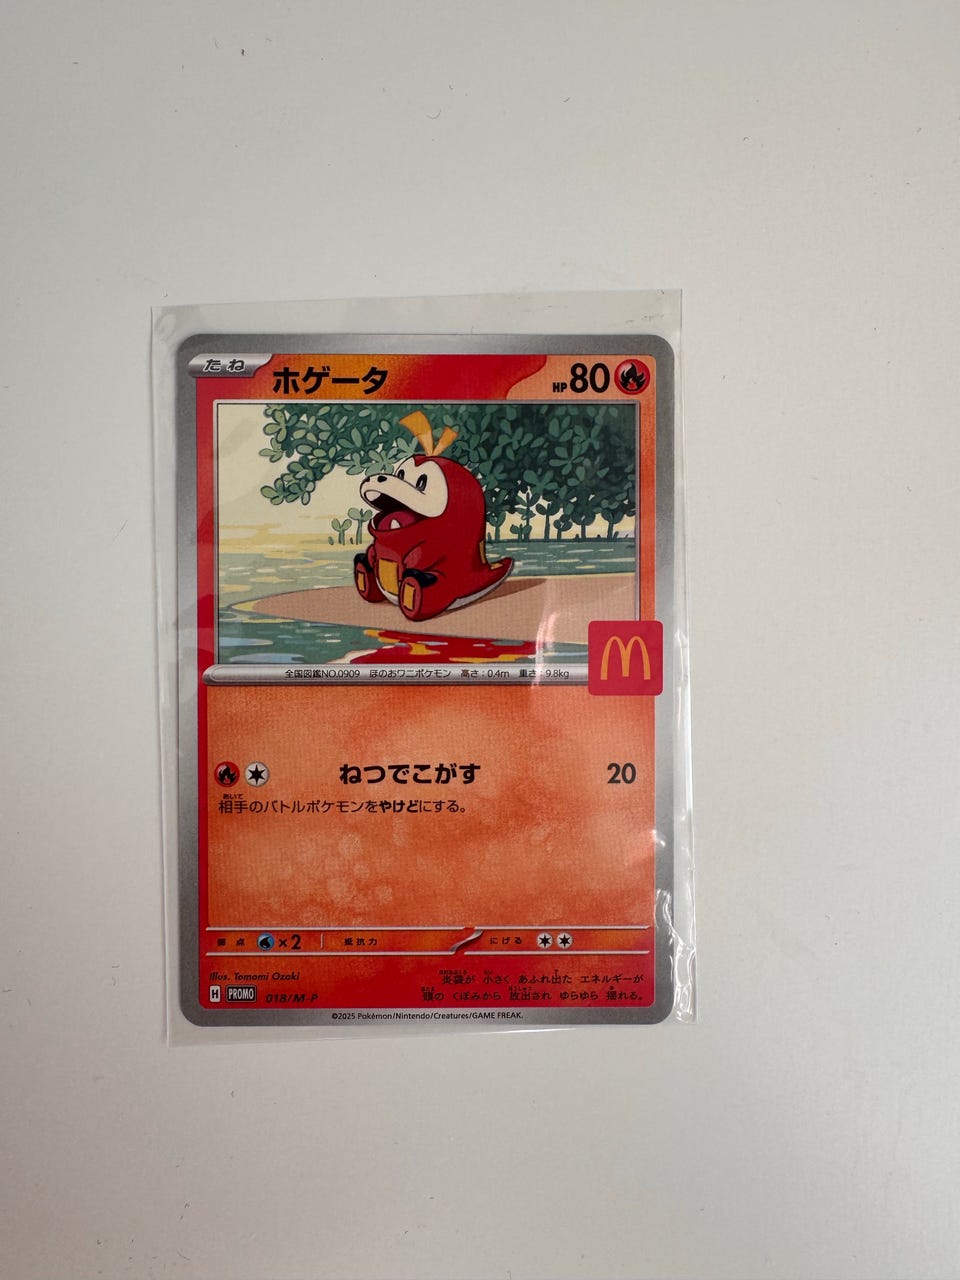 たね
ホゲータ
HP80
全国図鑑NO.0909 ほのおワニポケモン 高さ:0.4m 重さ:9.8kg
M
ねつでこがす 20
あいて
相手のバトルポケモンをやけどにする。
弱点 ×2 抵抗力 にげる
Illus. Tomomi Ozaki
炎袋が 小さく あふれ出た エネルギーが
頭の くぼみから 放出され ゆらゆら 揺れる。
H PROMO 018/M-P
©2025 Pokémon/Nintendo/Creatures/GAME FREAK.